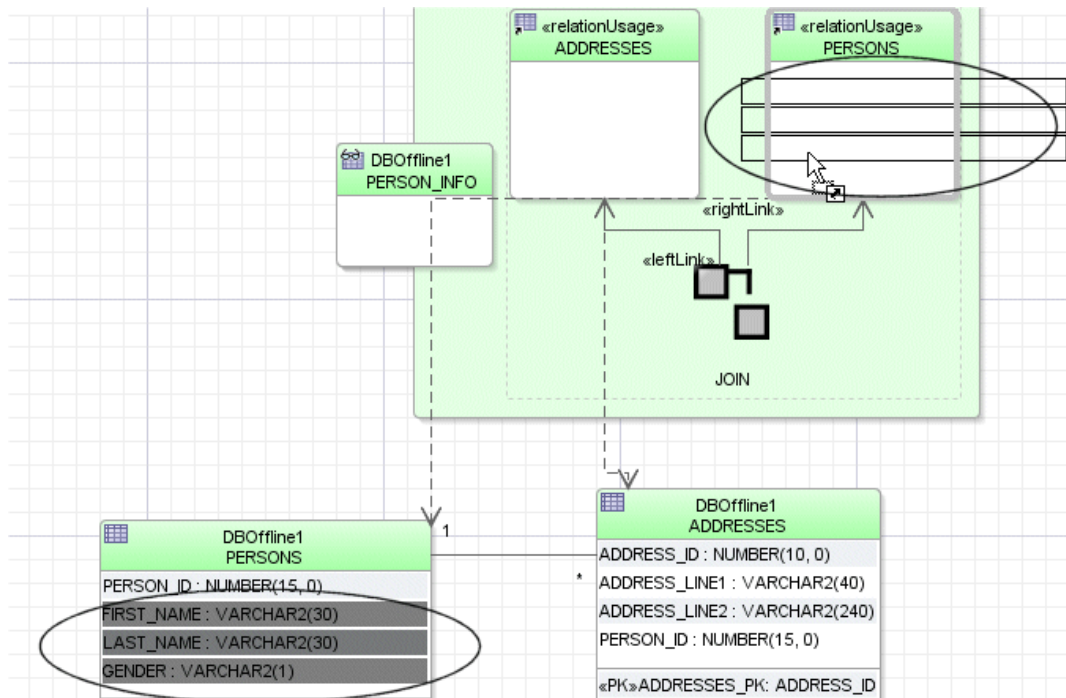 «relationUsage»
ADDRESSES
«relationUsage»
PERSONS
DBOffline1
PERSON_INFO
«rightLink»
«leftLink»
JOIN
DBOffline1
PERSONS
PERSON_ID : NUMBER(15, 0)
FIRST_NAME : VARCHAR2(30)
LAST_NAME : VARCHAR2(30)
GENDER : VARCHAR2(1)
1
*
DBOffline1
ADDRESSES
ADDRESS_ID : NUMBER(10, 0)
ADDRESS_LINE1 : VARCHAR2(40)
ADDRESS_LINE2 : VARCHAR2(240)
PERSON_ID : NUMBER(15, 0)
«PK»ADDRESSES_PK: ADDRESS_ID